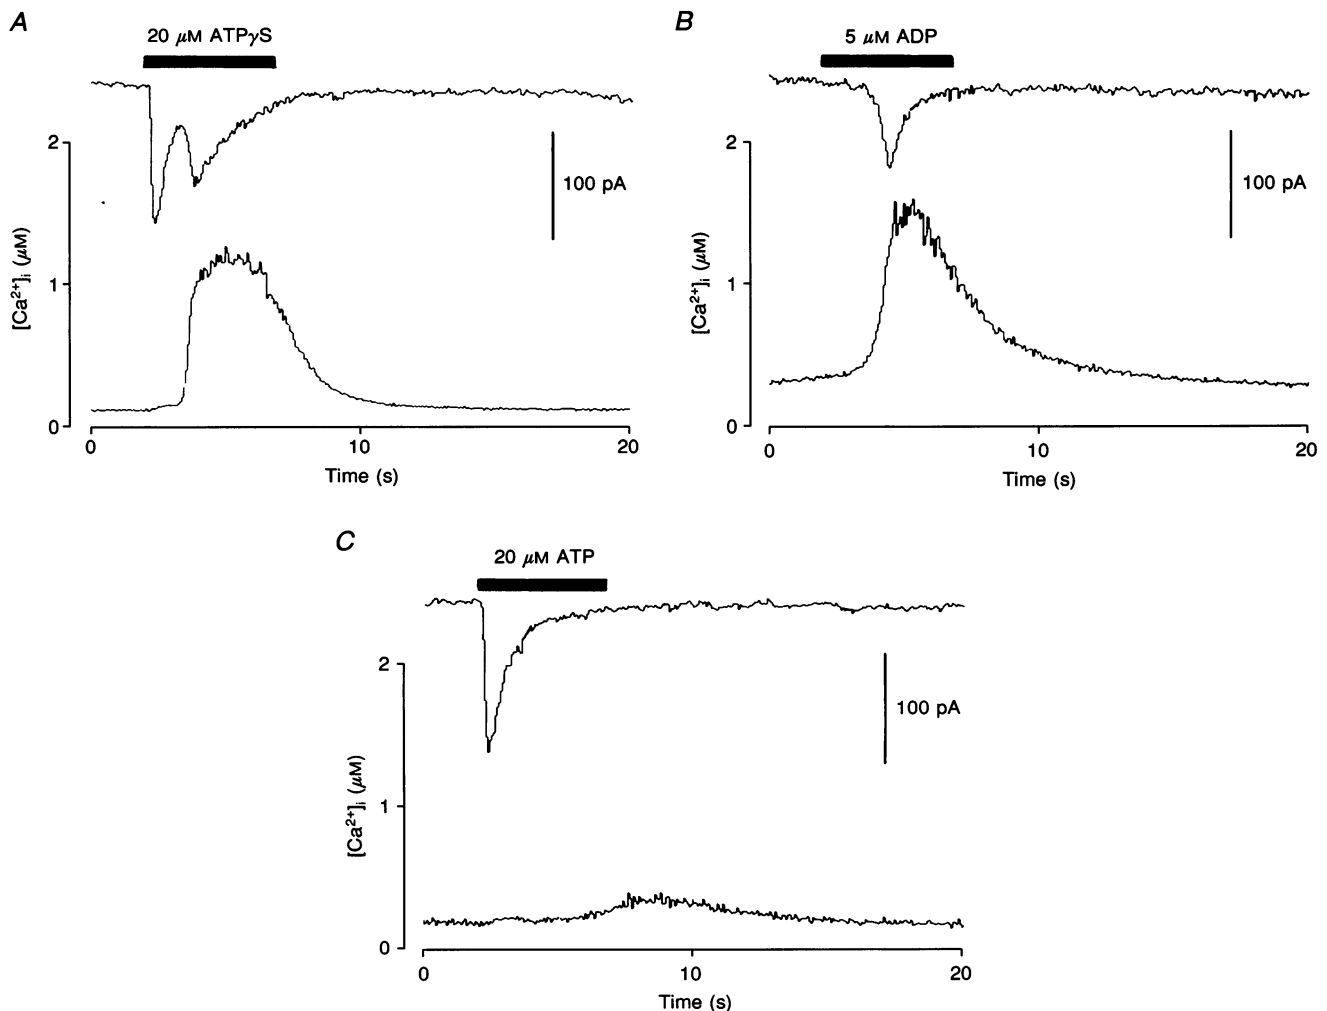 A
20 μM ATPγS
2
1
0
[Ca²⁺]ᵢ (μM)
100 pA
0
10
20
Time (s)
B
5 μM ADP
2
1
0
[Ca²⁺]ᵢ (μM)
100 pA
0
10
20
Time (s)
C
20 μM ATP
2
1
0
[Ca²⁺]ᵢ (μM)
100 pA
0
10
20
Time (s)